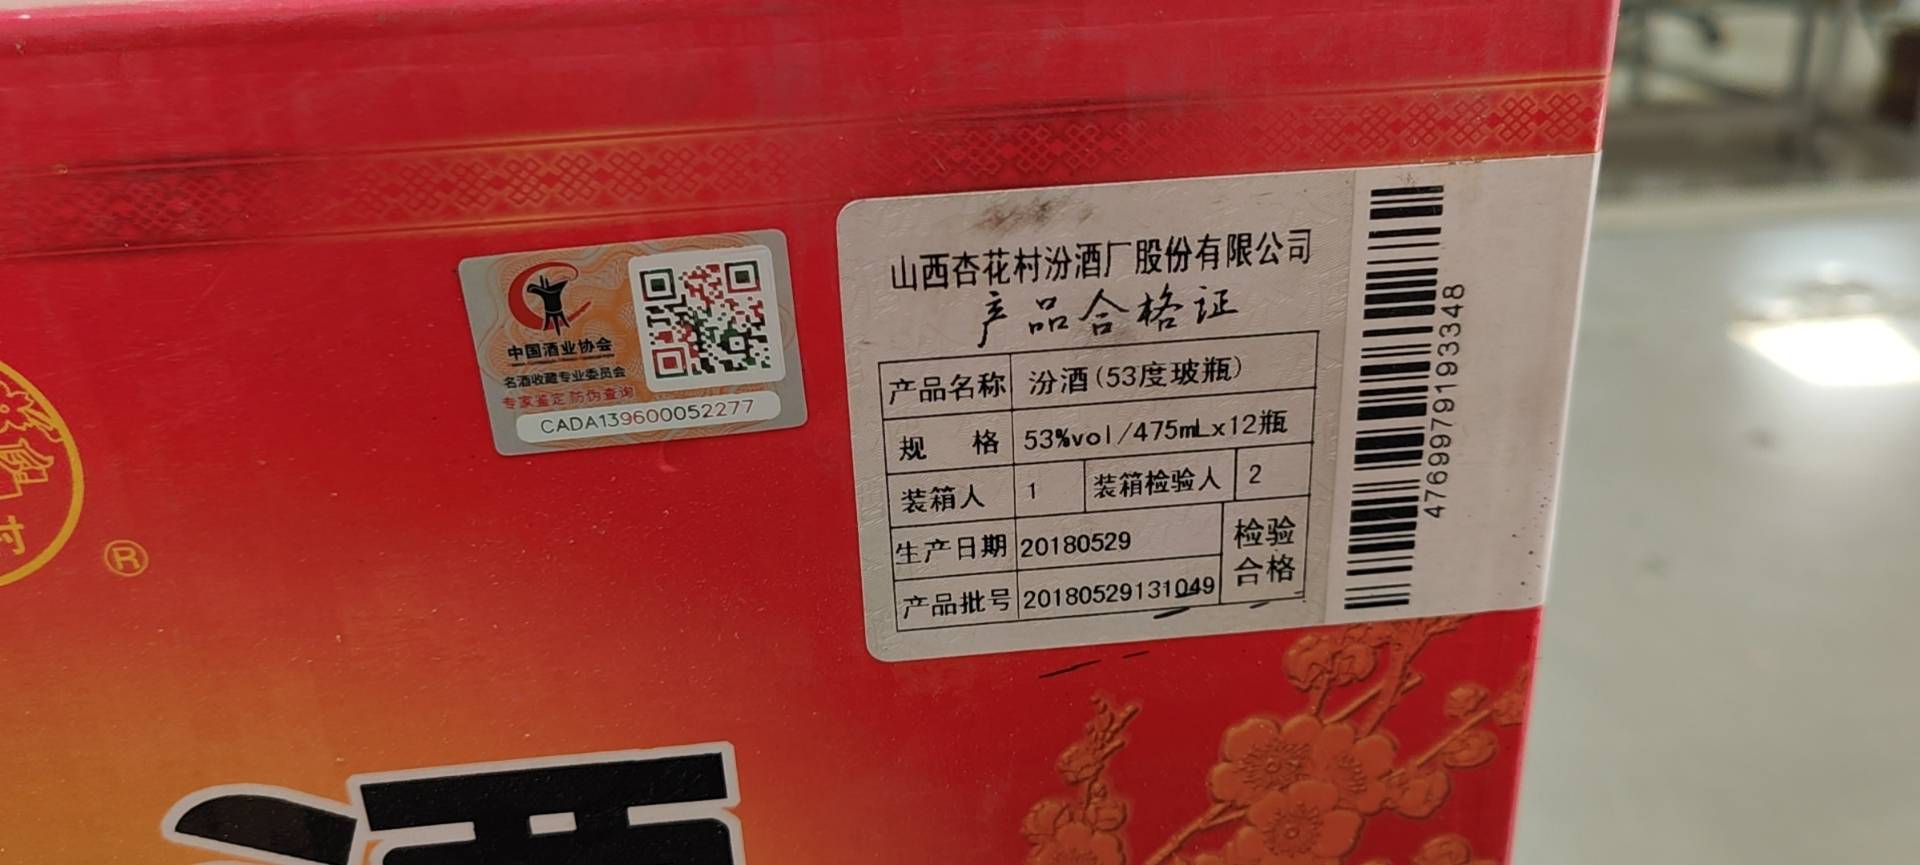 山西杏花村汾酒厂股份有限公司
产品合格证
产品名称 汾酒(53度玻瓶)
规 格 53%vol/475mLx12瓶
装箱人 1 装箱检验人 2
生产日期 20180529 检验合格
产品批号 20180529131049
4769979193348
中国酒业协会
名酒收藏专业委员会
专家鉴定 防伪查询
CADA139600052277
村
®
酒